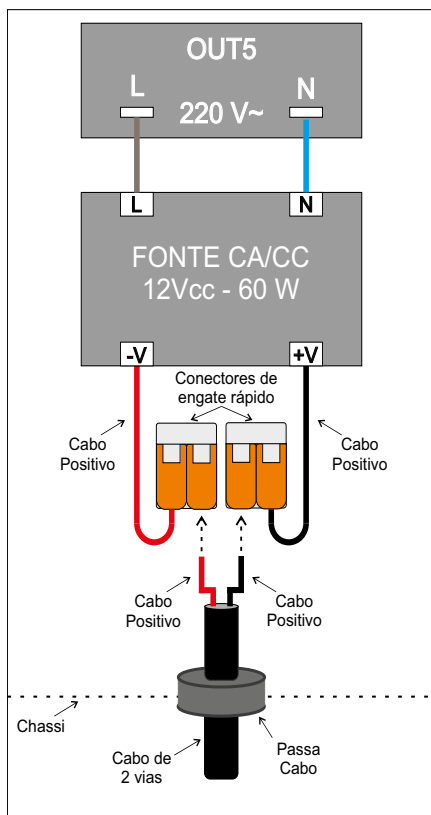 OUT5
L
N
220 V~
L
N
FONTE CA/CC
12Vcc - 60 W
-V
+V
Conectores de
engate rápido
Cabo
Positivo
Cabo
Positivo
Cabo
Positivo
Cabo
Positivo
Chassi
Cabo de
2 vias
Passa
Cabo